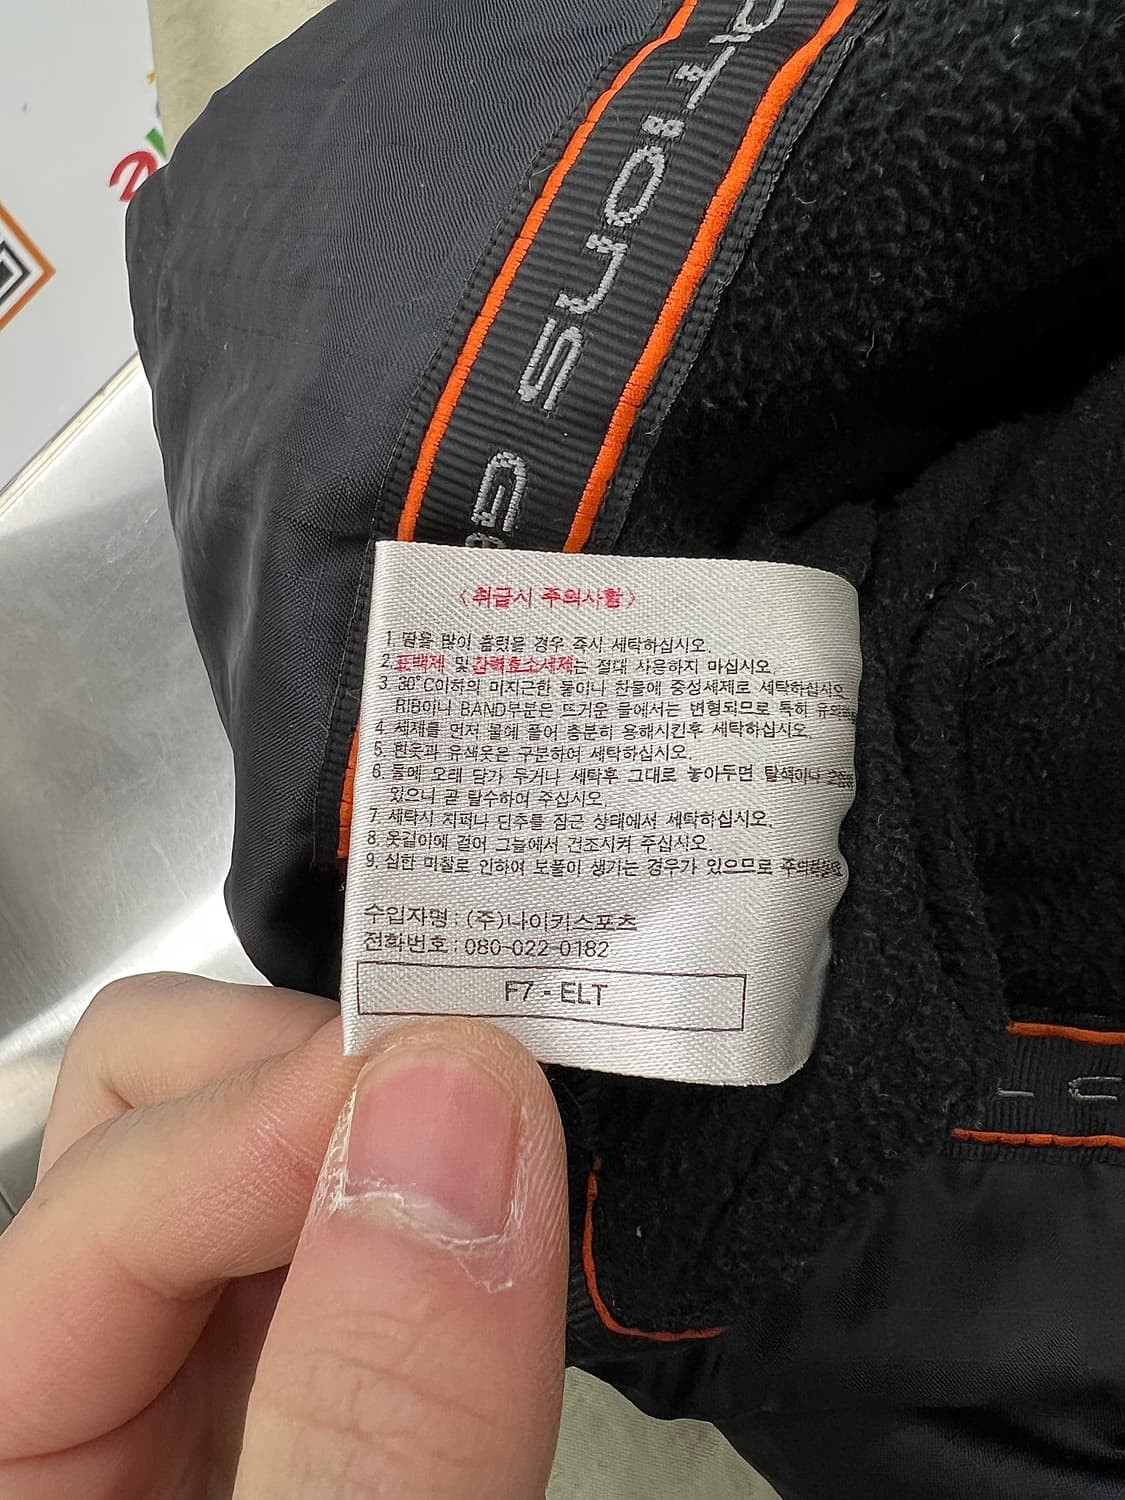 〈취급시 주의사항〉
1. 땀을 많이 흘렸을 경우 즉시 세탁하십시오.
2. 표백제 및 강력효소세제는 절대 사용하지 마십시오.
3. 30°C이하의 미지근한 물이나 찬물에 중성세제로 세탁하십시오
RIB이나 BAND부분은 뜨거운 물에서는 변형되므로 특히
4. 세제를 먼저 물에 풀어 충분히 용해시킨후 세탁하십시오.
5. 흰옷과 유색옷은 구분하여 세탁하십시오.
6. 물에 오래 담가 두거나 세탁후 그대로 놓아두면 탈색이나
있으니 곧 탈수하여 주십시오.
7. 세탁시 지퍼나 단추를 잠근 상태에서 세탁하십시오.
8. 옷걸이에 걸어 그늘에서 건조시켜 주십시오.
9. 심한 마찰로 인하여 보풀이 생기는 경우가 있으므로
수입자명 : (주)나이키스포츠
전화번호 : 080-022-0182
F7 - ELT